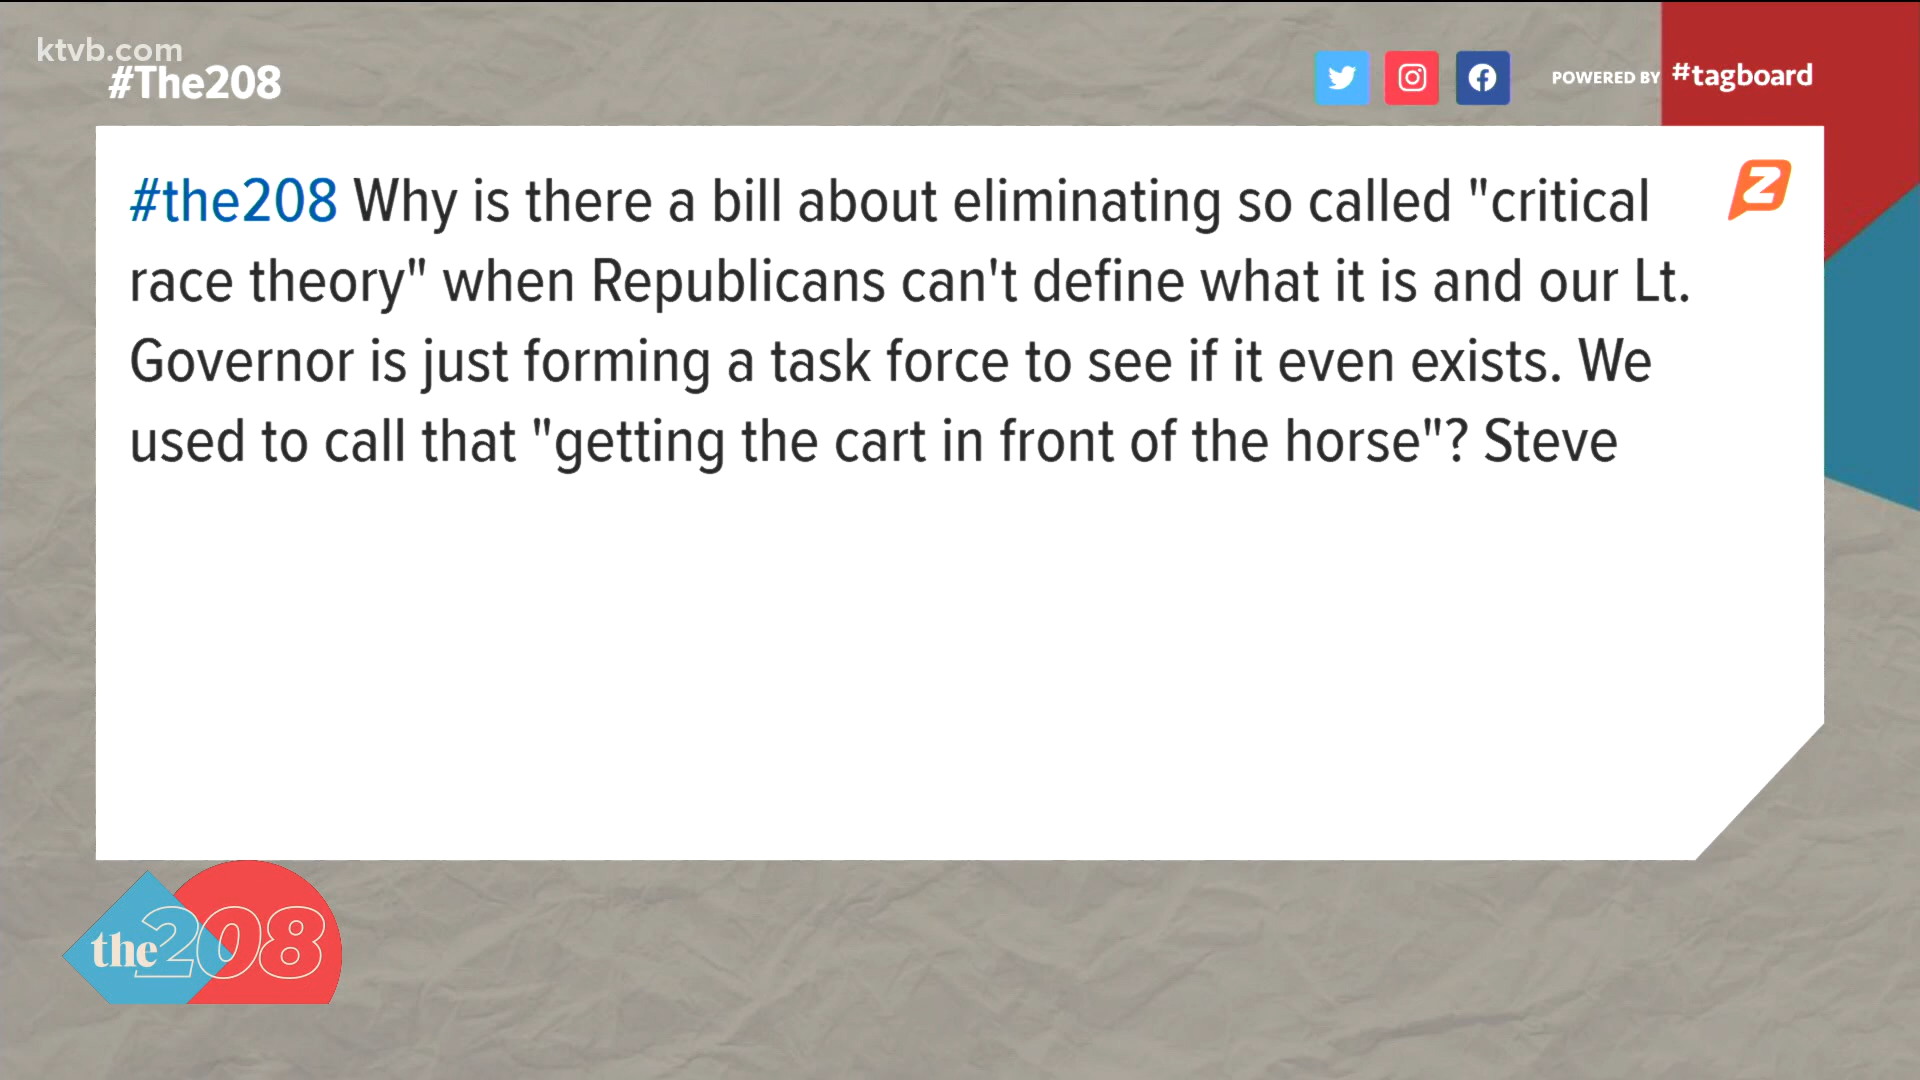 ktvb.com
#The208
POWERED BY #tagboard
#the208 Why is there a bill about eliminating so called "critical
race theory" when Republicans can't define what it is and our Lt.
Governor is just forming a task force to see if it even exists. We
used to call that "getting the cart in front of the horse"? Steve
the208